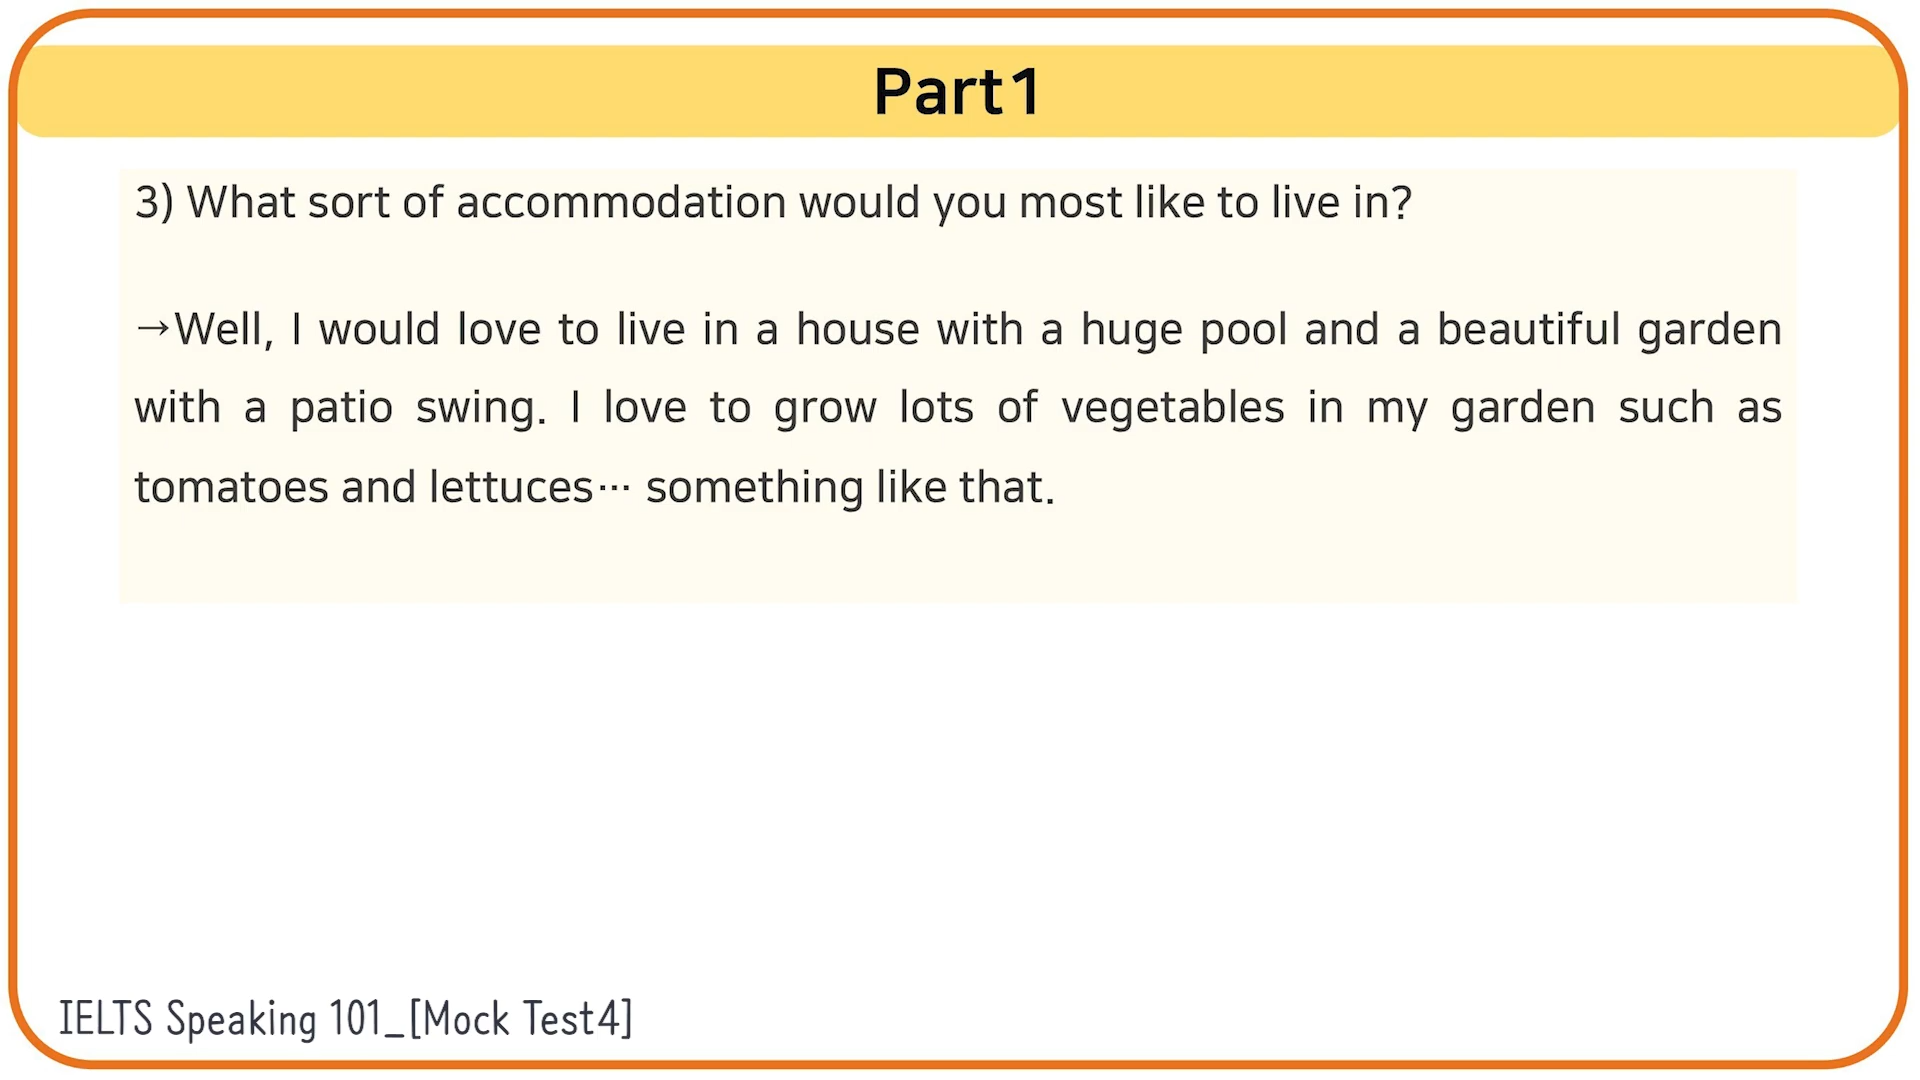 Part1
3) What sort of accommodation would you most like to live in?
→Well, I would love to live in a house with a huge pool and a beautiful garden
with a patio swing. I love to grow lots of vegetables in my garden such as
tomatoes and lettuces⋯ something like that.
IELTS Speaking 101_[Mock Test4]